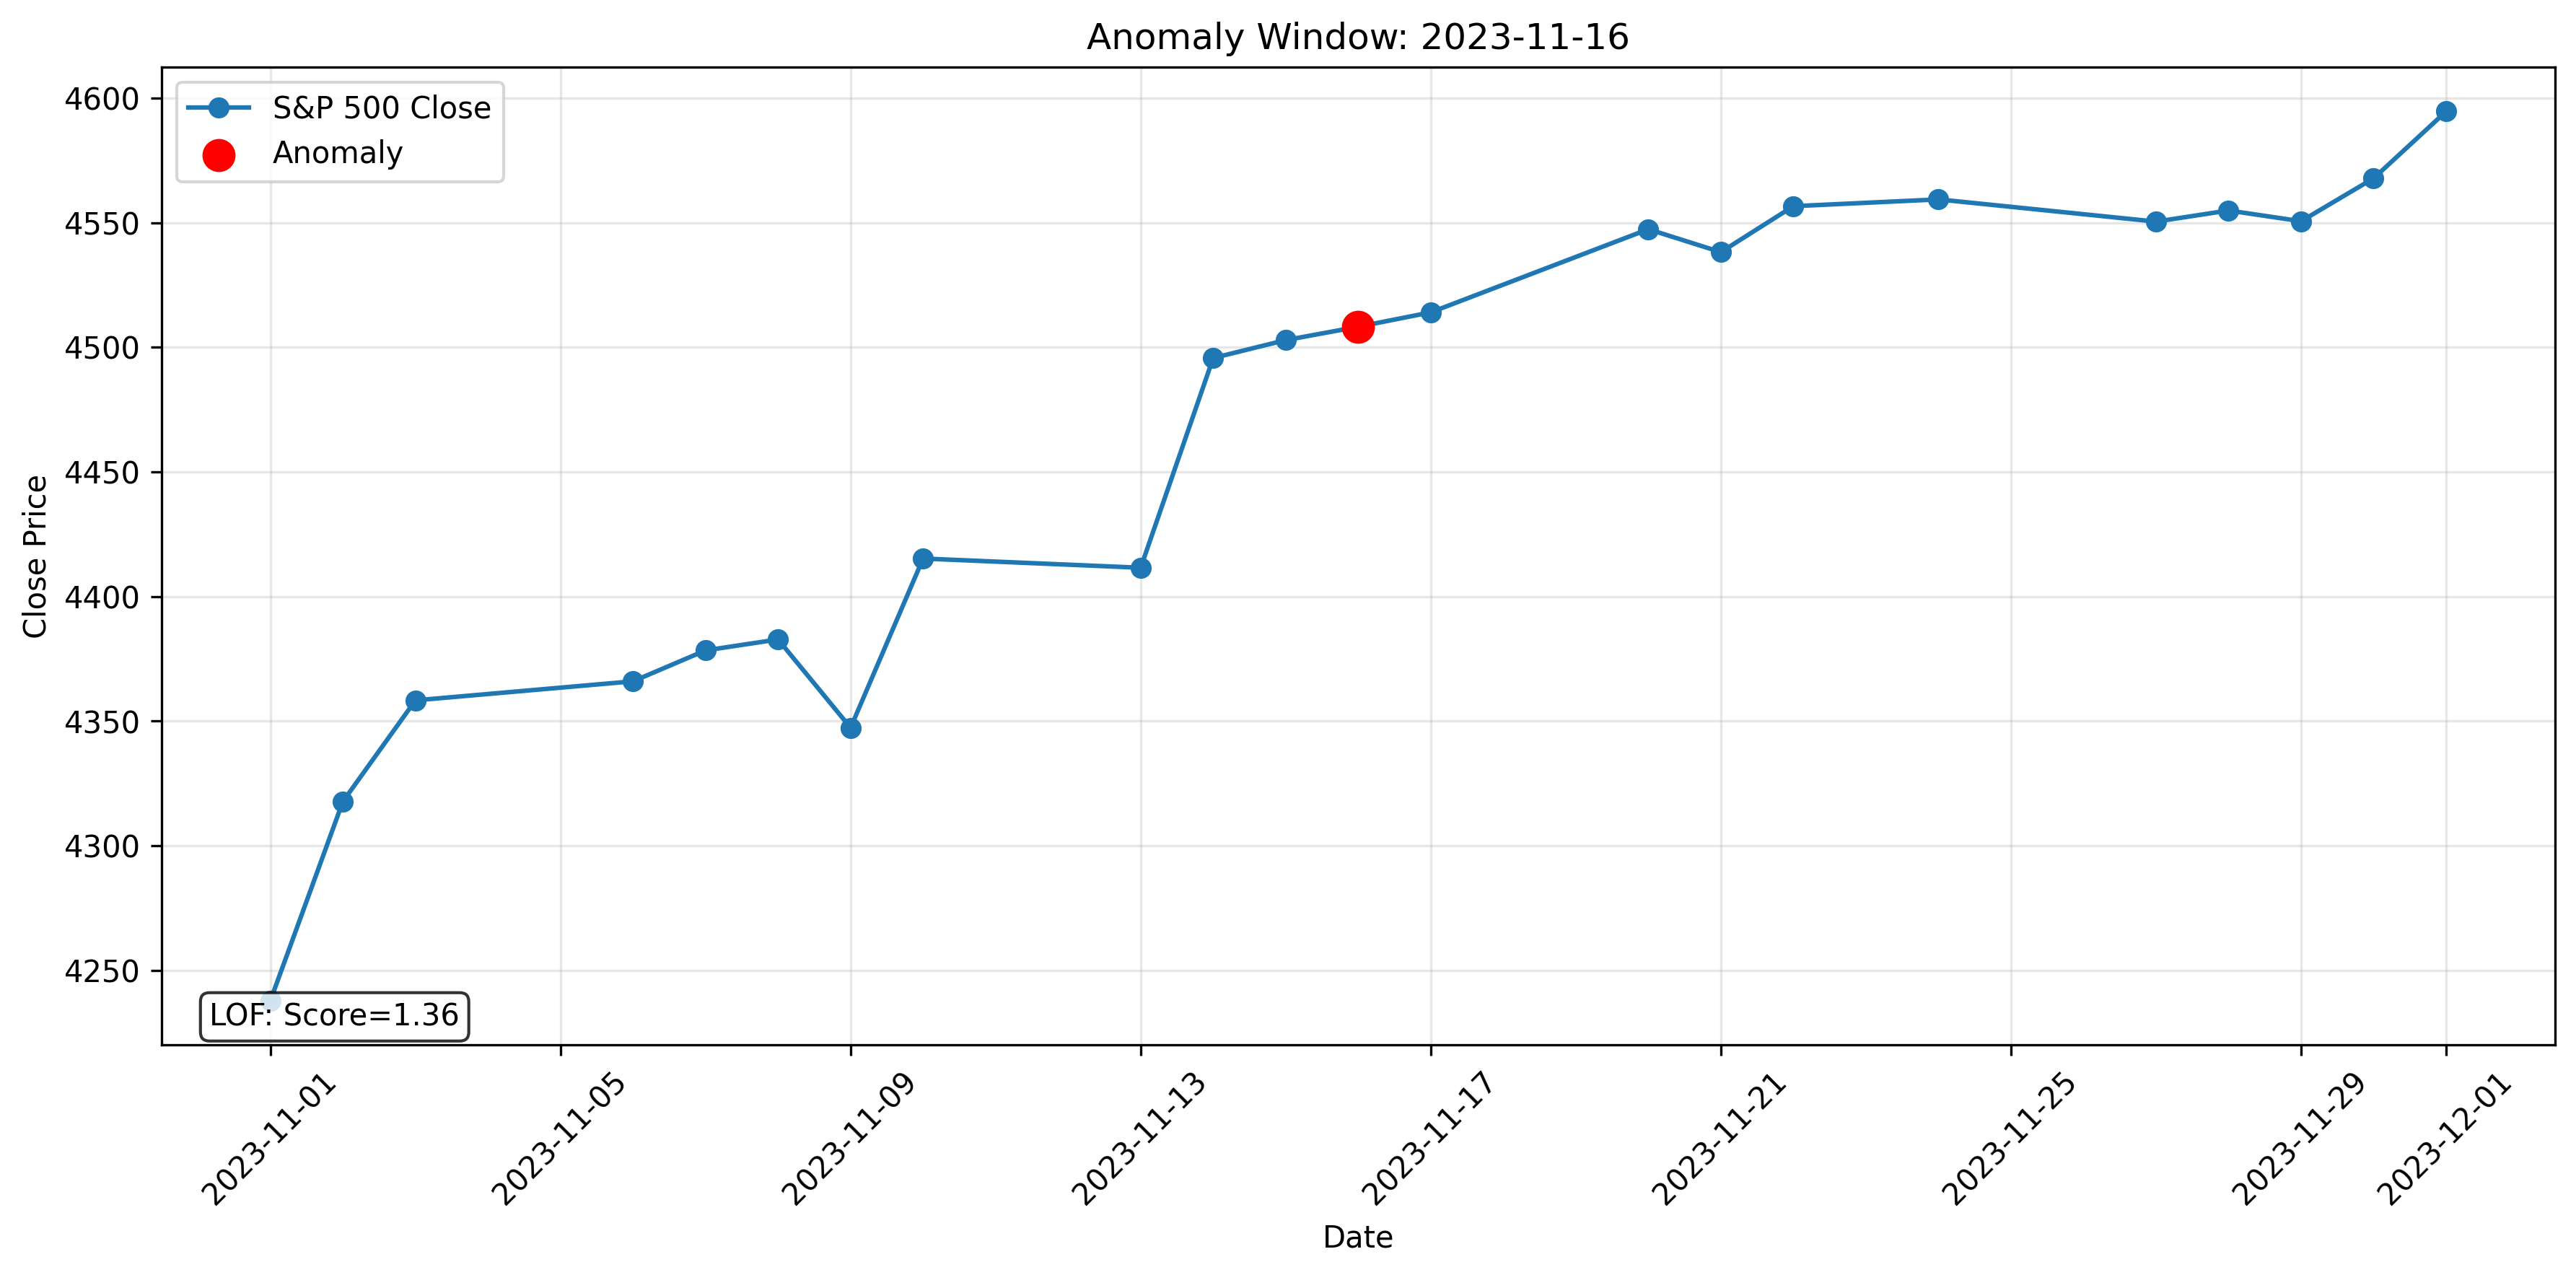 Anomaly Window: 2023-11-16
S&P 500 Close
Anomaly
Close Price
4600
4550
4500
4450
4400
4350
4300
4250
LOF: Score=1.36
2023-11-01
2023-11-05
2023-11-09
2023-11-13
2023-11-17
2023-11-21
2023-11-25
2023-11-29
2023-12-01
Date